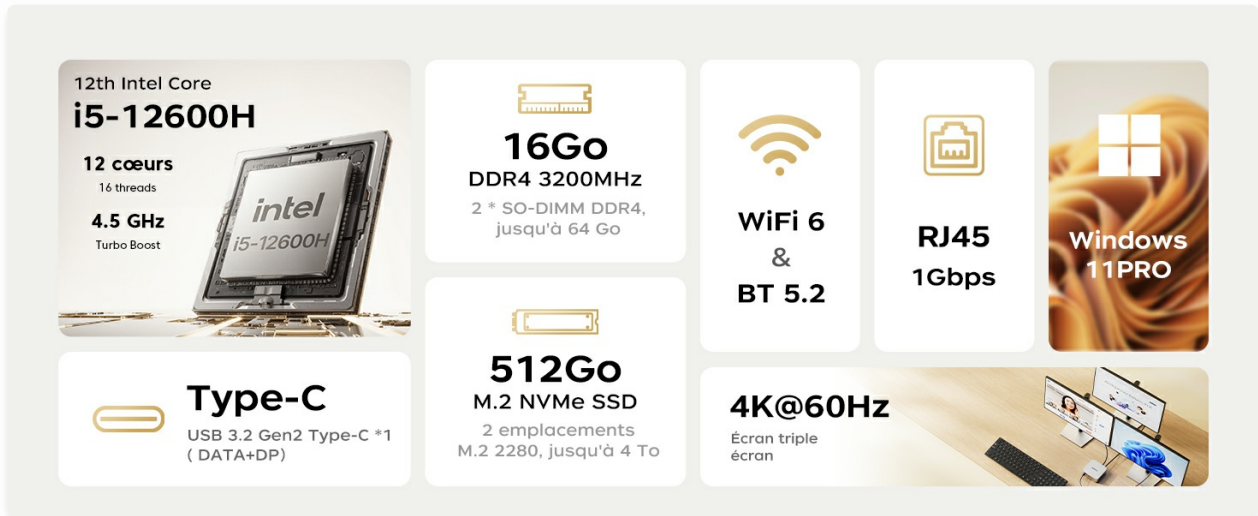 12th Intel Core
i5-12600H
12 cœurs
16 threads
4.5 GHz
Turbo Boost
intel
i5-12600H
Type-C
USB 3.2 Gen2 Type-C *1
( DATA+DP)
16Go
DDR4 3200MHz
2 * SO-DIMM DDR4,
jusqu'à 64 Go
512Go
M.2 NVMe SSD
2 emplacements
M.2 2280, jusqu'à 4 To
WiFi 6
&
BT 5.2
RJ45
1Gbps
Windows
11PRO
4K@60Hz
Écran triple
écran